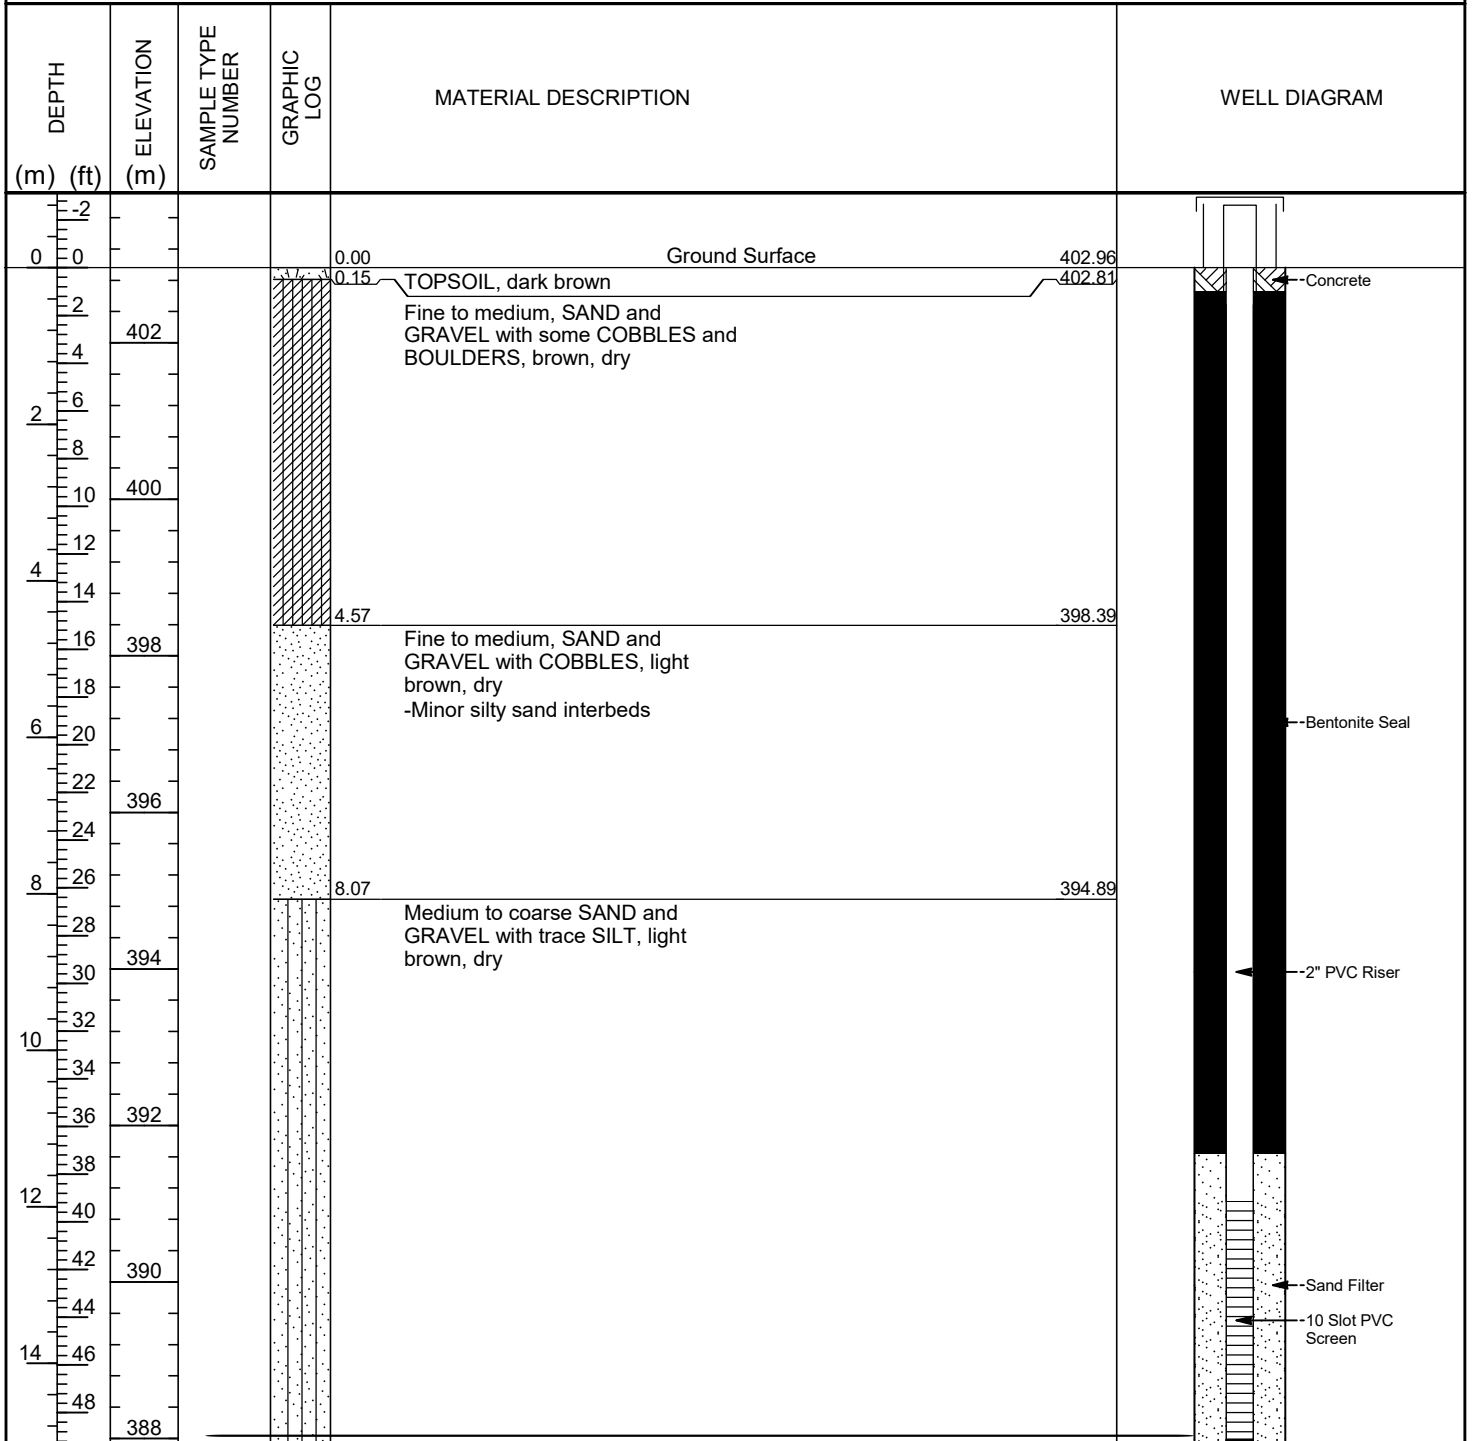 DEPTH
(m) (ft)
ELEVATION
(m)
SAMPLE TYPE
NUMBER
GRAPHIC
LOG
MATERIAL DESCRIPTION
WELL DIAGRAM
-2
0 0
0.00 Ground Surface 402.96
0.15 TOPSOIL, dark brown 402.81
Concrete
2
Fine to medium, SAND and
GRAVEL with some COBBLES and
BOULDERS, brown, dry
402
4
2 6
8
10 400
12
4
14
4.57 398.39
16 398
Fine to medium, SAND and
GRAVEL with COBBLES, light
brown, dry
-Minor silty sand interbeds
18
6 20
Bentonite Seal
22
396
24
8 26
8.07 394.89
Medium to coarse SAND and
GRAVEL with trace SILT, light
brown, dry
28
394
30
2" PVC Riser
32
10
34
36 392
38
12
40
42 390
Sand Filter
44
10 Slot PVC
Screen
14 46
48
388